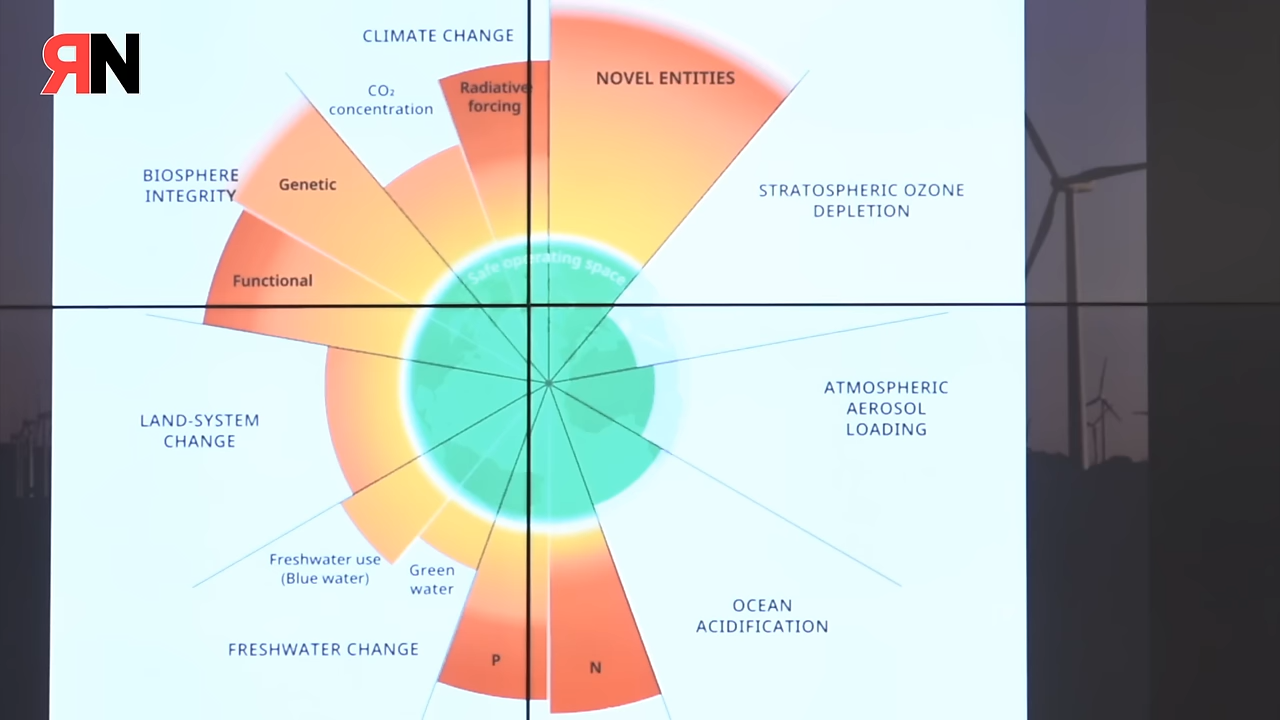 ЯN
CLIMATE CHANGE
CO₂
concentration
Radiative
forcing
NOVEL ENTITIES
BIOSPHERE
INTEGRITY
Genetic
Functional
STRATOSPHERIC OZONE
DEPLETION
Safe operating space
LAND-SYSTEM
CHANGE
ATMOSPHERIC
AEROSOL
LOADING
Freshwater use
(Blue water)
Green
water
FRESHWATER CHANGE
P
N
OCEAN
ACIDIFICATION